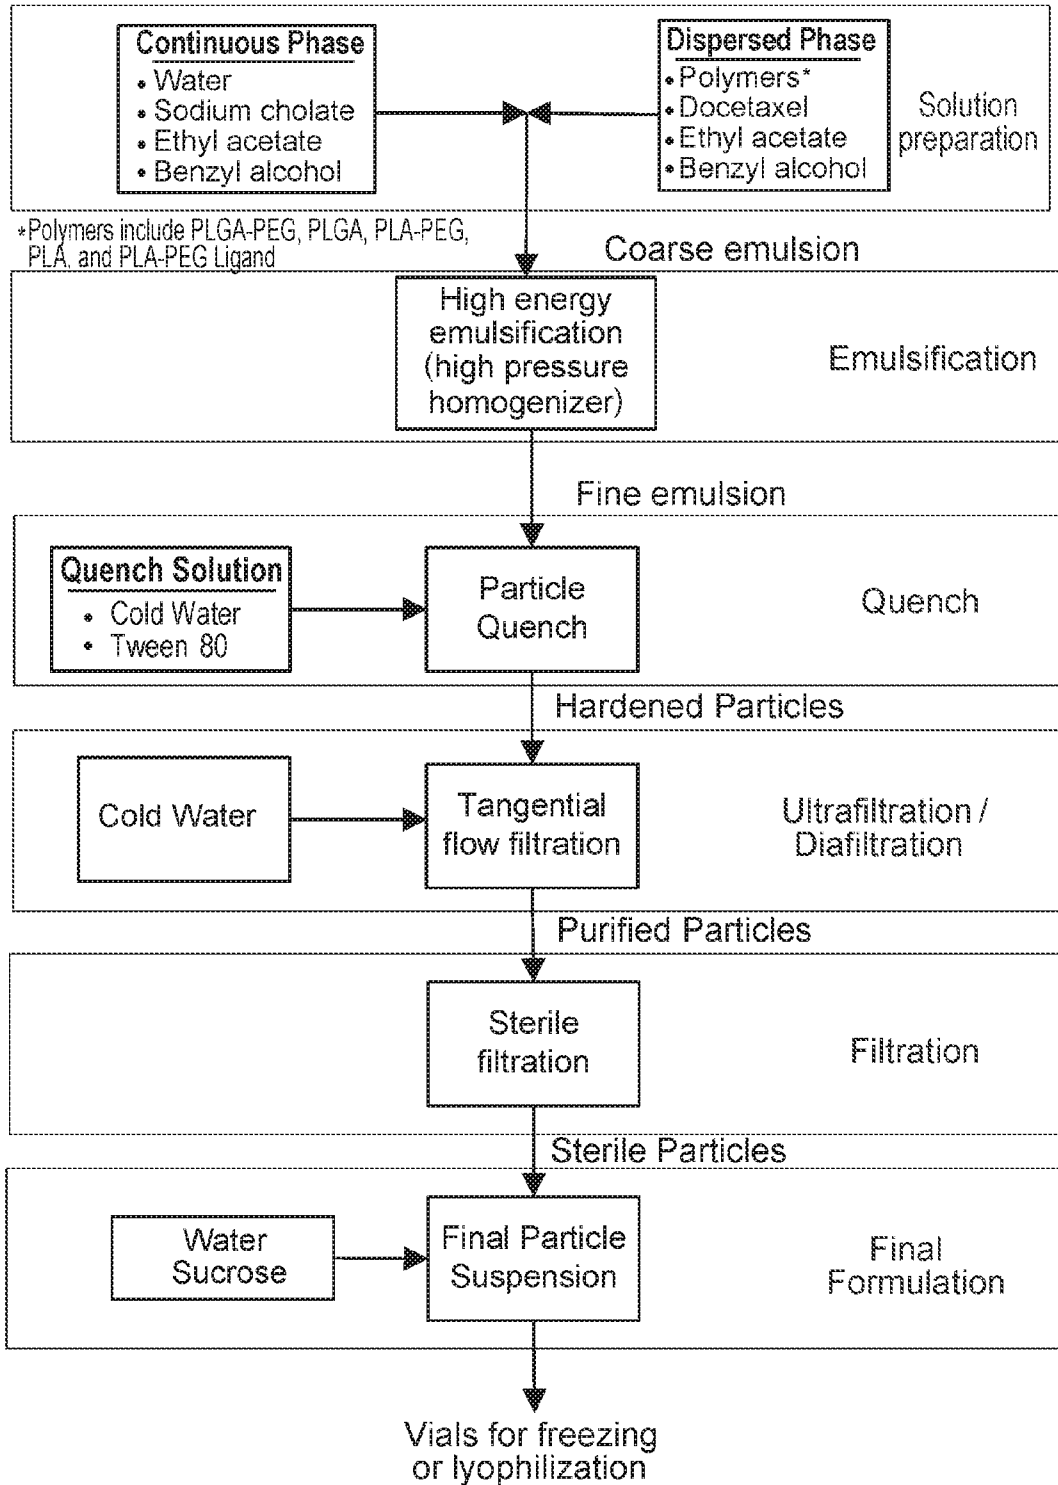 Continuous Phase
• Water
• Sodium cholate
• Ethyl acetate
• Benzyl alcohol
Dispersed Phase
• Polymers*
• Docetaxel
• Ethyl acetate
• Benzyl alcohol
Solution
preparation
*Polymers include PLGA-PEG, PLGA, PLA-PEG,
PLA, and PLA-PEG Ligand
Coarse emulsion
High energy
emulsification
(high pressure
homogenizer)
Emulsification
Fine emulsion
Quench Solution
• Cold Water
• Tween 80
Particle
Quench
Quench
Hardened Particles
Cold Water
Tangential
flow filtration
Ultrafiltration /
Diafiltration
Purified Particles
Sterile
filtration
Filtration
Sterile Particles
Water
Sucrose
Final Particle
Suspension
Final
Formulation
Vials for freezing
or lyophilization